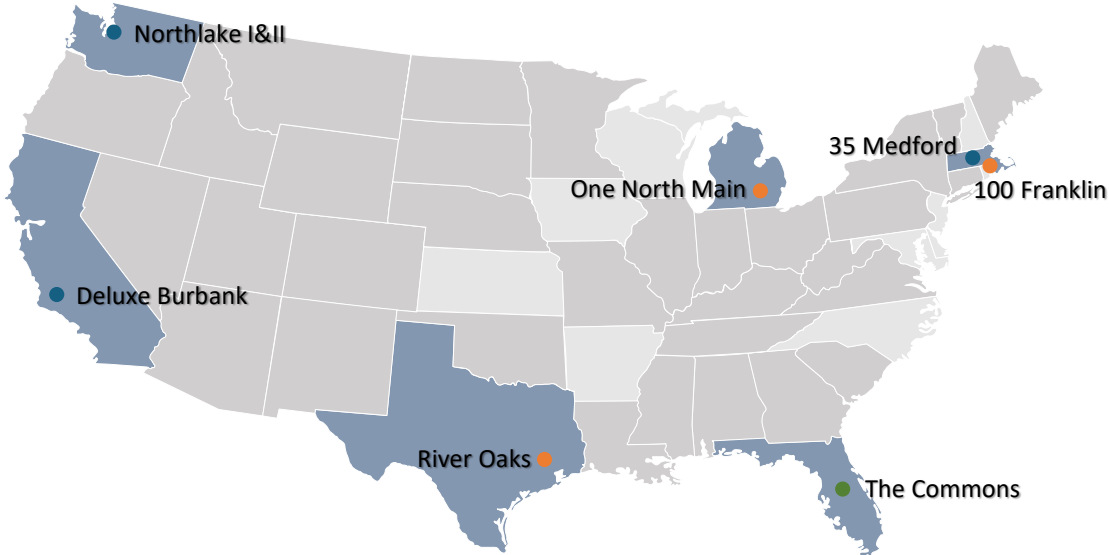 Northlake I&II
35 Medford
One North Main
100 Franklin
Deluxe Burbank
River Oaks
The Commons